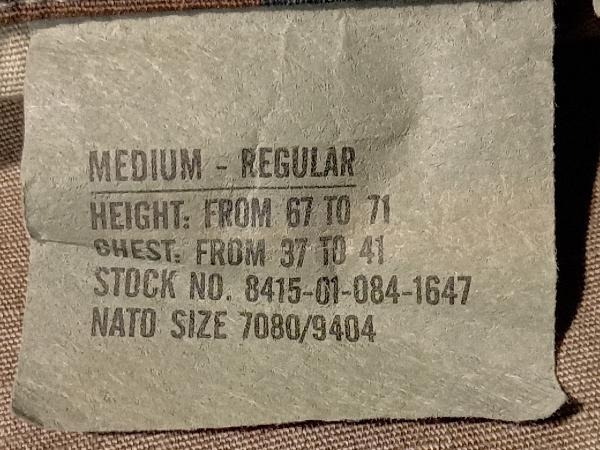 MEDIUM - REGULAR
HEIGHT: FROM 67 TO 71
CHEST: FROM 37 TO 41
STOCK NO. 8415-01-084-1647
NATO SIZE 7080/9404